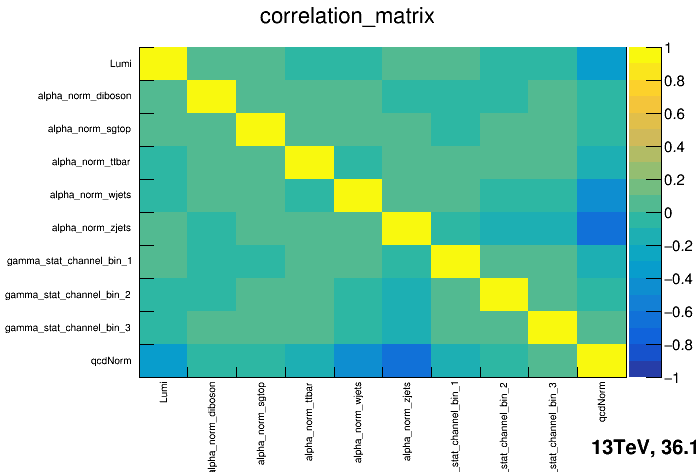 correlation_matrix
Lumi
alpha_norm_diboson
alpha_norm_sgtop
alpha_norm_ttbar
alpha_norm_wjets
alpha_norm_zjets
gamma_stat_channel_bin_1
gamma_stat_channel_bin_2
gamma_stat_channel_bin_3
qcdNorm
1
0.8
0.6
0.4
0.2
0
−0.2
−0.4
−0.6
−0.8
−1
Lumi
alpha_norm_diboson
alpha_norm_sgtop
alpha_norm_ttbar
alpha_norm_wjets
alpha_norm_zjets
_stat_channel_bin_1
_stat_channel_bin_2
_stat_channel_bin_3
qcdNorm
13TeV, 36.1